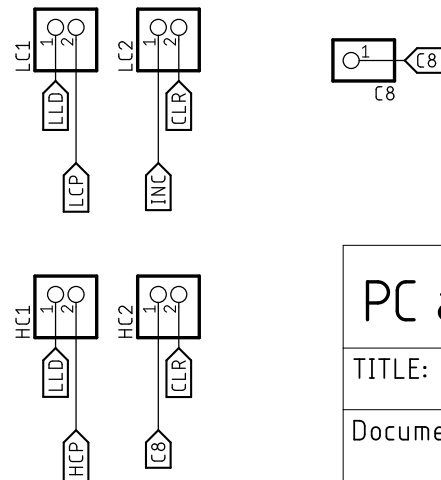 LC1
1
2
LLD
LCP
LC2
1
2
CLR
INC
1
C8
C8
HC1
1
2
LLD
HCP
HC2
1
2
CLR
C8
PC a
TITLE:
Docume